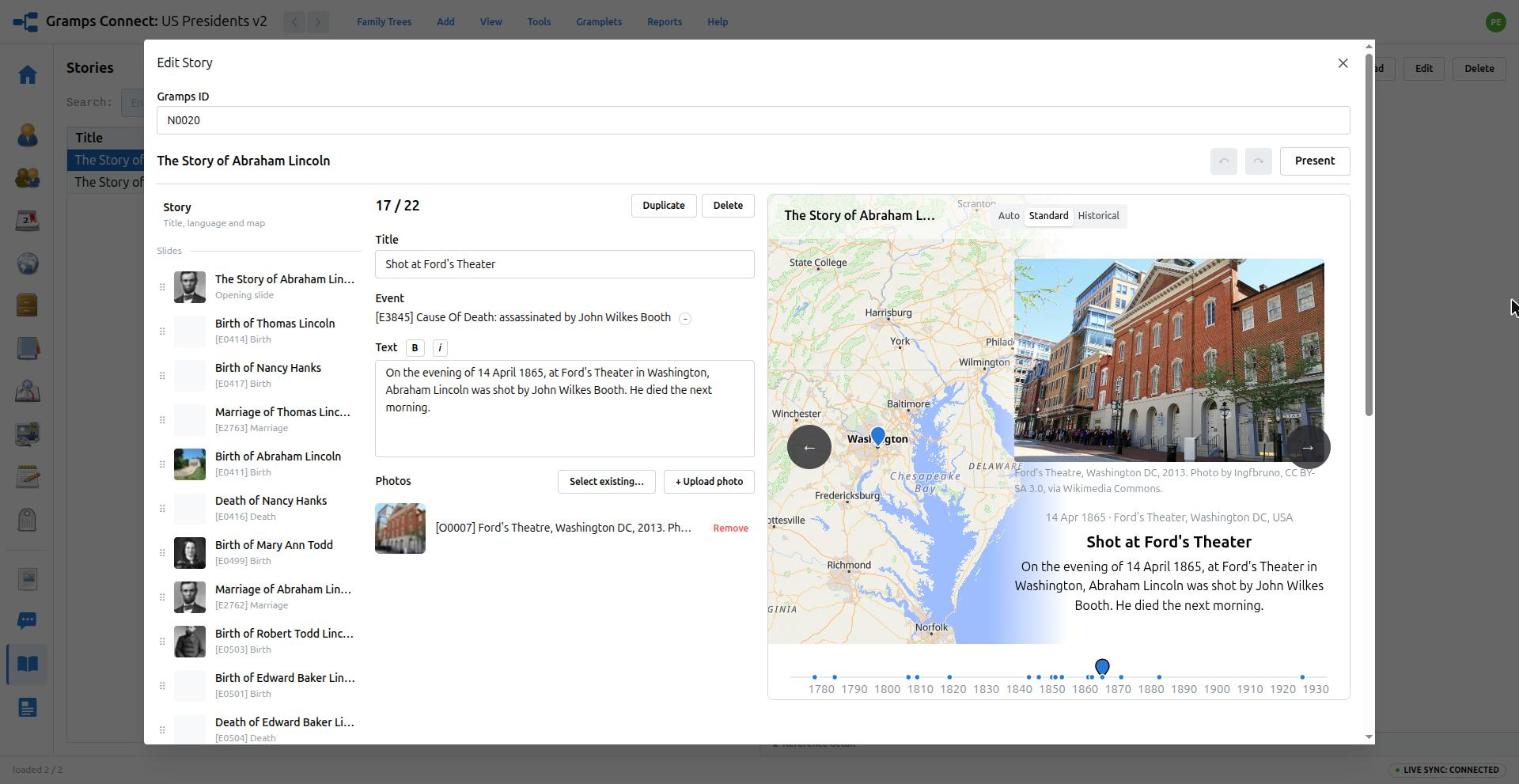 Gramps Connect: US Presidents v2
Family Trees
Add
View
Tools
Gramplets
Reports
Help
PE
Stories
Edit
Delete
Search:
Title
The Story of
The Story of
Edit Story
Gramps ID
N0020
The Story of Abraham Lincoln
Present
Story
Title, language and map
Slides
The Story of Abraham Lin...
Opening slide
Birth of Thomas Lincoln
[E0414] Birth
Birth of Nancy Hanks
[E0417] Birth
Marriage of Thomas Linc...
[E2763] Marriage
Birth of Abraham Lincoln
[E0411] Birth
Death of Nancy Hanks
[E0416] Death
Birth of Mary Ann Todd
[E0499] Birth
Marriage of Abraham Lin...
[E2762] Marriage
Birth of Robert Todd Linc...
[E0503] Birth
Birth of Edward Baker Lin...
[E0501] Birth
Death of Edward Baker Li...
[E0504] Death
17 / 22
Duplicate
Delete
Title
Shot at Ford's Theater
Event
[E3845] Cause Of Death: assassinated by John Wilkes Booth
Text
B
i
On the evening of 14 April 1865, at Ford's Theater in Washington,
Abraham Lincoln was shot by John Wilkes Booth. He died the next
morning.
Photos
Select existing...
+ Upload photo
[O0007] Ford's Theatre, Washington DC, 2013. Ph...
Remove
The Story of Abraham L...
Auto
Standard
Historical
Scranton
State College
Harrisburg
York
Philad
Wilmington
Baltimore
Winchester
Washington
DELAWARE
Chesapeake
Bay
Fredericksburg
ottesville
Richmond
GINIA
Norfolk
Ford's Theatre, Washington DC, 2013. Photo by Ingfbruno, CC BY-
SA 3.0, via Wikimedia Commons.
14 Apr 1865 · Ford's Theater, Washington DC, USA
Shot at Ford's Theater
On the evening of 14 April 1865, at Ford's Theater in
Washington, Abraham Lincoln was shot by John Wilkes
Booth. He died the next morning.
1780 1790 1800 1810 1820 1830 1840 1850 1860 1870 1880 1890 1900 1910 1920 1930
loaded 2 / 2
LIVE SYNC: CONNECTED